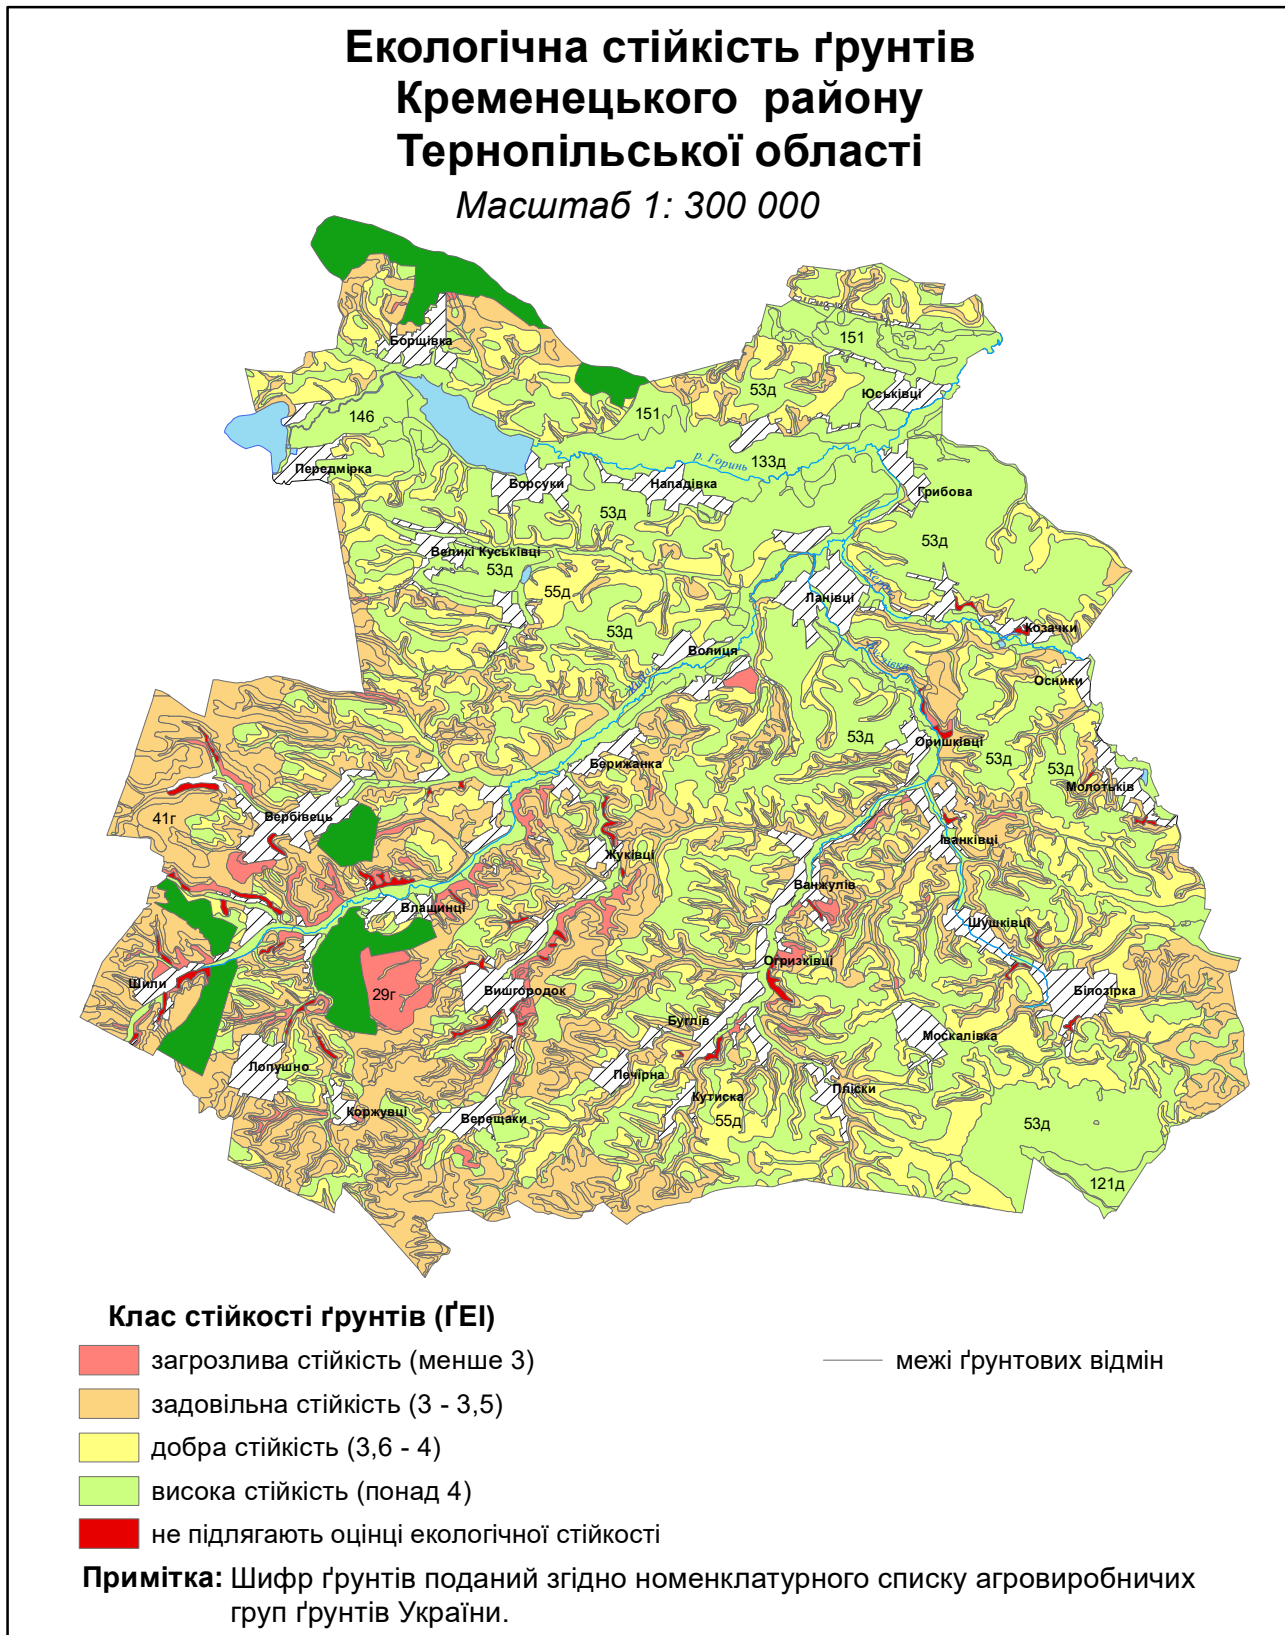 Екологічна стійкість ґрунтів
Кременецького району
Тернопільської області
Масштаб 1: 300 000
Борщівка
151
53д
Юськівці
146
151
р. Горинь
133д
Передмірка
Борсуки
Нападівка
Грибова
53д
53д
Великі Куськівці
53д
55д
Ланівці
53д
Козачки
Волиця
Осники
Оришківці
53д
Берижанка
53д
53д
Молотьків
41г
Вербівець
Іванківці
Жуківці
Ванжулів
Влащинці
Шушківці
Огризківці
Шили
29г
Вишгородок
Білозірка
Буглів
Москалівка
Лопушно
Печірна
Кутиска
Пліски
Коржувці
Верещаки
55д
53д
121д
Клас стійкості ґрунтів (ҐЕІ)
загрозлива стійкість (менше 3)
межі ґрунтових відмін
задовільна стійкість (3 - 3,5)
добра стійкість (3,6 - 4)
висока стійкість (понад 4)
не підлягають оцінці екологічної стійкості
Примітка: Шифр ґрунтів поданий згідно номенклатурного списку агровиробничих
груп ґрунтів України.